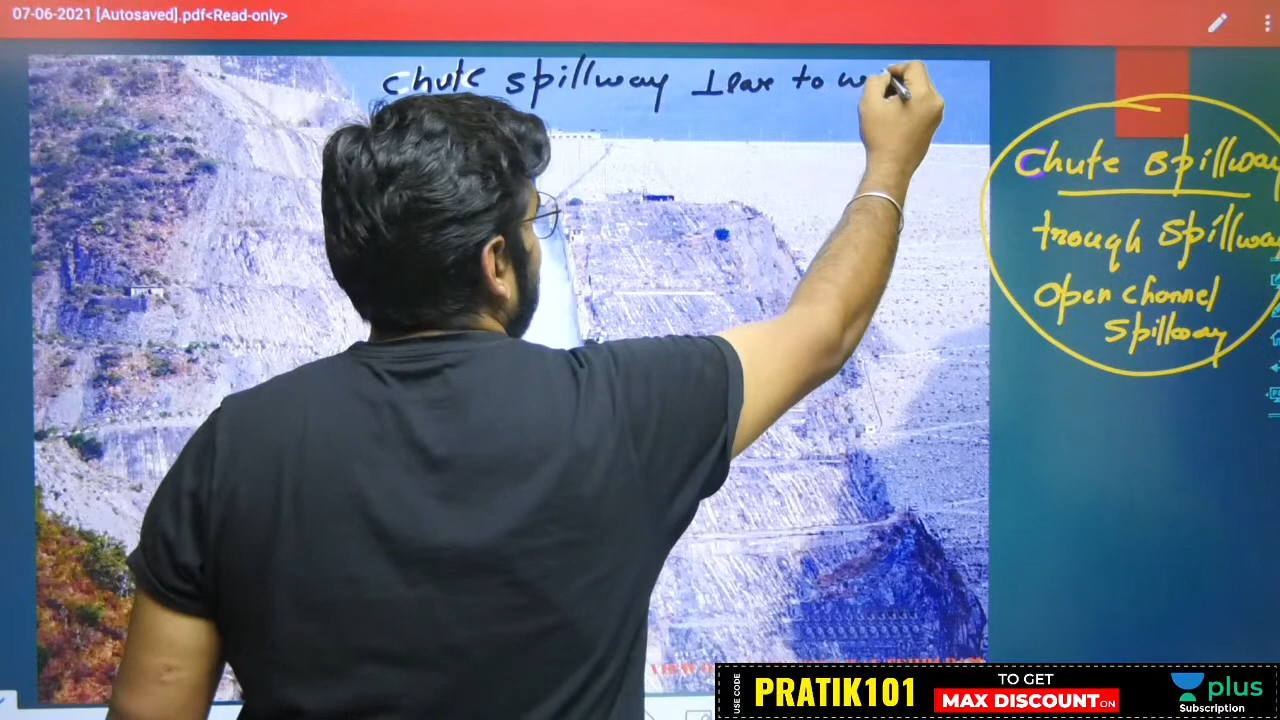 07-06-2021 [Autosaved].pdf<Read-only>
Chute spillway ⊥lar to w
Chute Spillway
trough Spillway
Open Channel
Spillway
VIEW
USE CODE
PRATIK101
TO GET
MAX DISCOUNT ON
plus
Subscription